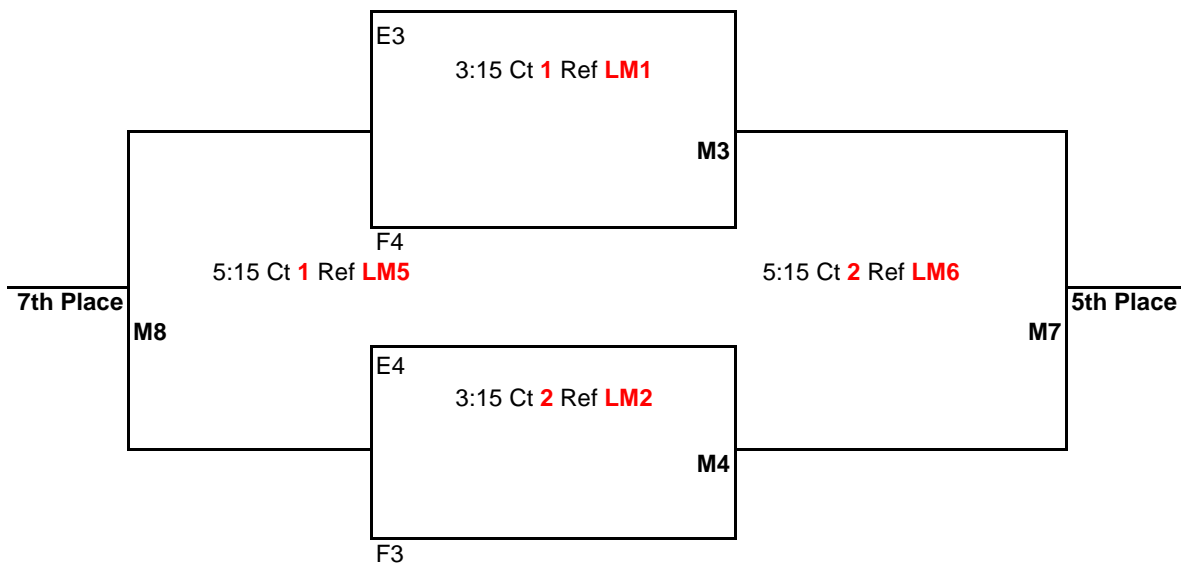 E3
3:15 Ct 1 Ref LM1
M3
F4
5:15 Ct 1 Ref LM5
5:15 Ct 2 Ref LM6
7th Place
5th Place
M8
M7
E4
3:15 Ct 2 Ref LM2
M4
F3